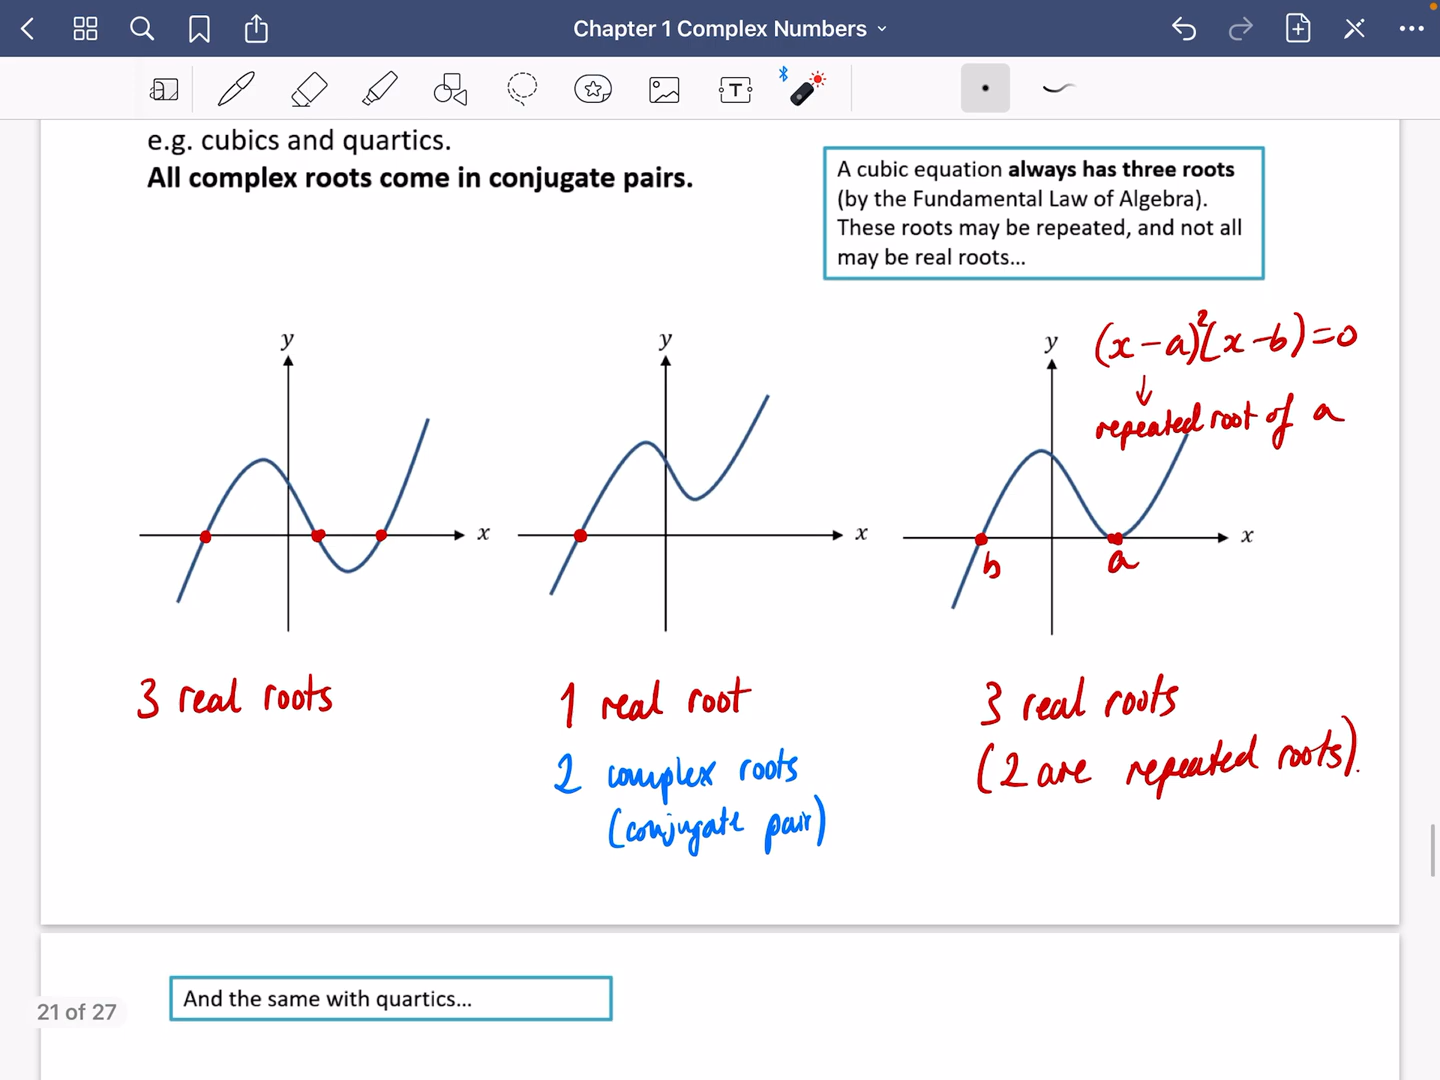 Chapter 1 Complex Numbers
e.g. cubics and quartics.
All complex roots come in conjugate pairs.
A cubic equation always has three roots
(by the Fundamental Law of Algebra).
These roots may be repeated, and not all
may be real roots...
y
x
y
x
y
x
(x-a)²(x-b)=0
↓
repeated root of a
b
a
3 real roots
1 real root
2 complex roots
(conjugate pair)
3 real roots
(2 are repeated roots).
21 of 27
And the same with quartics...